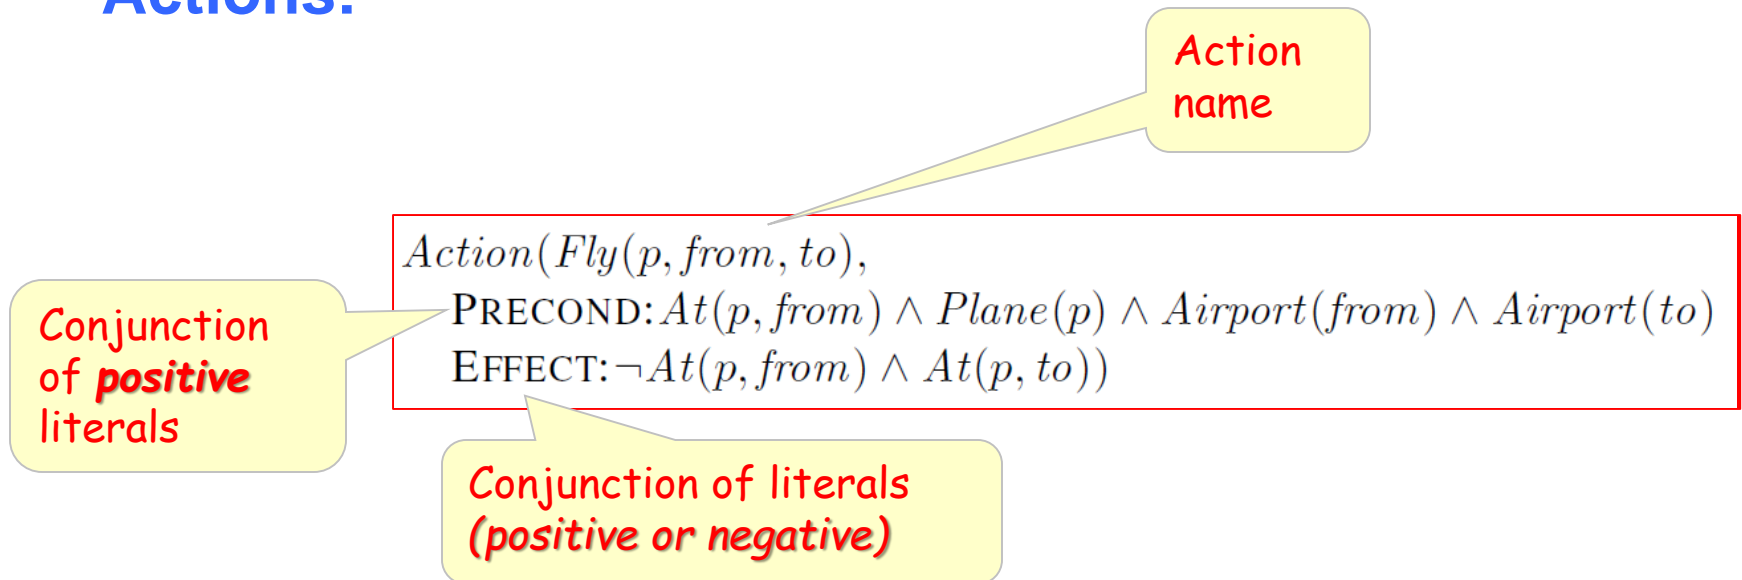 Actions:
Action
name
Action(Fly(p, from, to),
PRECOND: At(p, from) ∧ Plane(p) ∧ Airport(from) ∧ Airport(to)
EFFECT: ¬At(p, from) ∧ At(p, to))
Conjunction
of positive
literals
Conjunction of literals
(positive or negative)